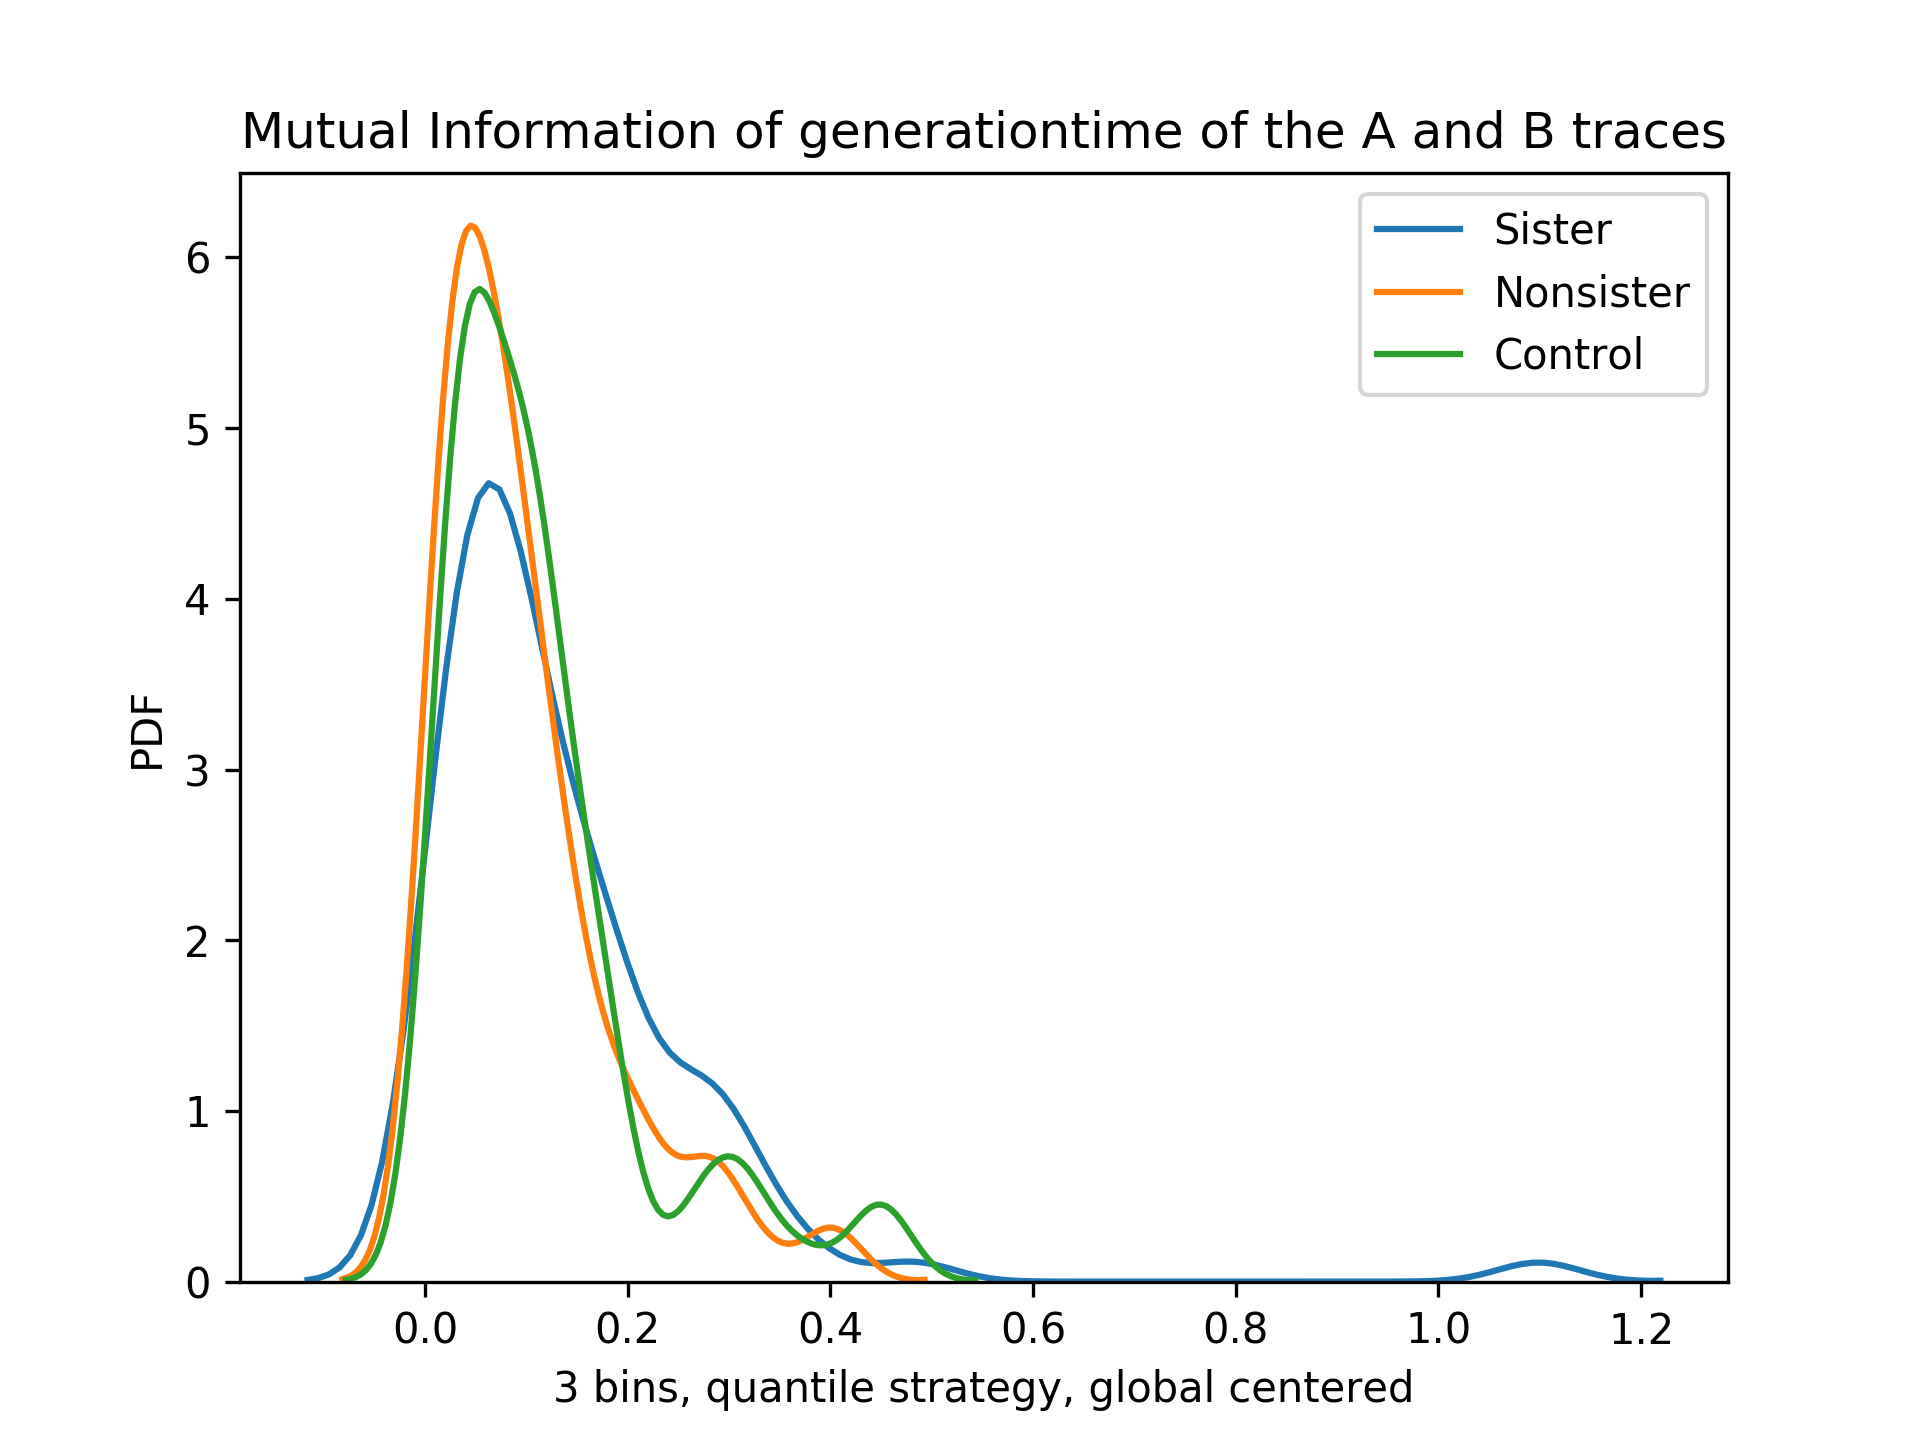 Mutual Information of generationtime of the A and B traces
Sister
Nonsister
Control
PDF
6
5
4
3
2
1
0
0.0 0.2 0.4 0.6 0.8 1.0 1.2
3 bins, quantile strategy, global centered